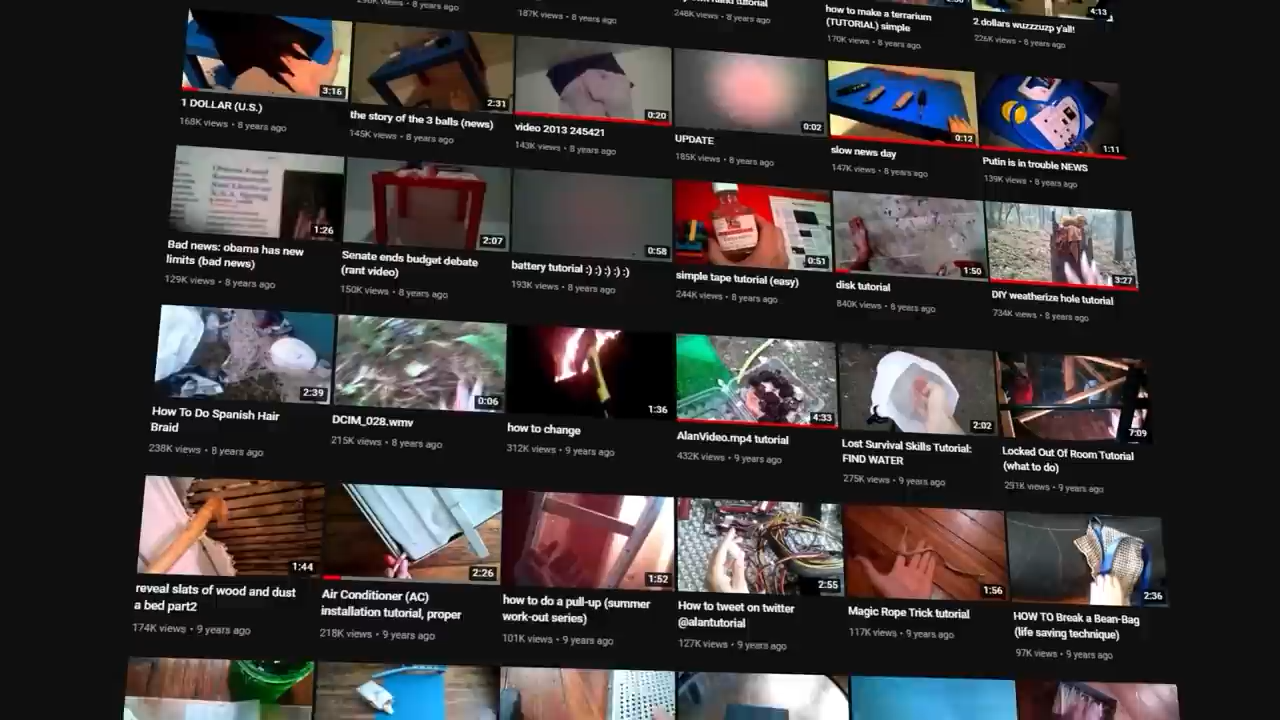 187K views • 8 years ago
248K views • 8 years ago
how to make a terrarium
(TUTORIAL) simple
170K views • 8 years ago
4:13
2 dollars wuzzzuzp y'all!
226K views • 8 years ago
3:16
1 DOLLAR (U.S.)
168K views • 8 years ago
2:31
the story of the 3 balls (news)
145K views • 8 years ago
0:20
video 2013 245421
143K views • 8 years ago
0:02
UPDATE
185K views • 8 years ago
0:12
slow news day
147K views • 8 years ago
1:11
Putin is in trouble NEWS
139K views • 8 years ago
1:26
Bad news: obama has new
limits (bad news)
129K views • 8 years ago
2:07
Senate ends budget debate
(rant video)
150K views • 8 years ago
0:58
battery tutorial :) :) :) :) :)
193K views • 8 years ago
0:51
simple tape tutorial (easy)
244K views • 8 years ago
1:50
disk tutorial
840K views • 8 years ago
3:27
DIY weatherize hole tutorial
734K views • 8 years ago
2:39
How To Do Spanish Hair
Braid
238K views • 8 years ago
0:06
DCIM_028.wmv
215K views • 8 years ago
1:36
how to change
312K views • 9 years ago
4:33
AlanVideo.mp4 tutorial
432K views • 9 years ago
2:02
Lost Survival Skills Tutorial:
FIND WATER
275K views • 9 years ago
7:09
Locked Out Of Room Tutorial
(what to do)
291K views • 9 years ago
1:44
reveal slats of wood and dust
a bed part2
174K views • 9 years ago
2:26
Air Conditioner (AC)
installation tutorial, proper
218K views • 9 years ago
1:52
how to do a pull-up (summer
work-out series)
101K views • 9 years ago
2:55
How to tweet on twitter
@alantutorial
127K views • 9 years ago
1:56
Magic Rope Trick tutorial
117K views • 9 years ago
2:36
HOW TO Break a Bean-Bag
(life saving technique)
97K views • 9 years ago